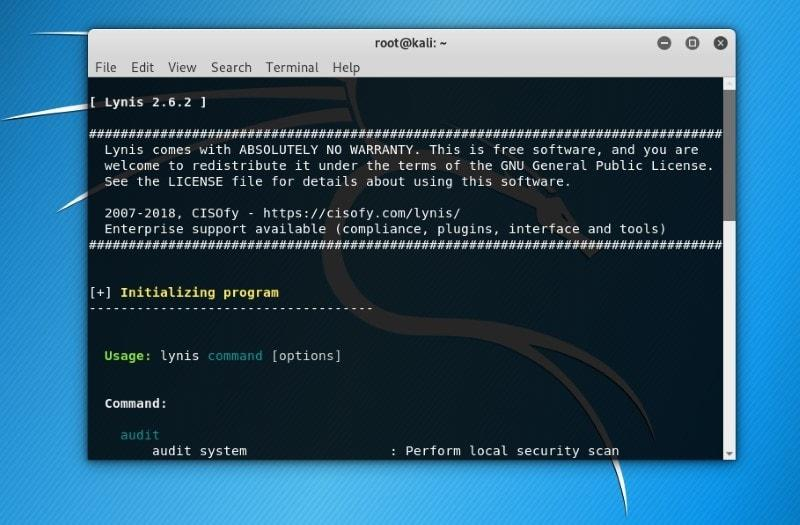 root@kali: ~
File Edit View Search Terminal Help
[ Lynis 2.6.2 ]
################################################################################
Lynis comes with ABSOLUTELY NO WARRANTY. This is free software, and you are
welcome to redistribute it under the terms of the GNU General Public License.
See the LICENSE file for details about using this software.
2007-2018, CISOfy - https://cisofy.com/lynis/
Enterprise support available (compliance, plugins, interface and tools)
################################################################################
[+] Initializing program
------------------------------------
Usage: lynis command [options]
Command:
audit
audit system : Perform local security scan